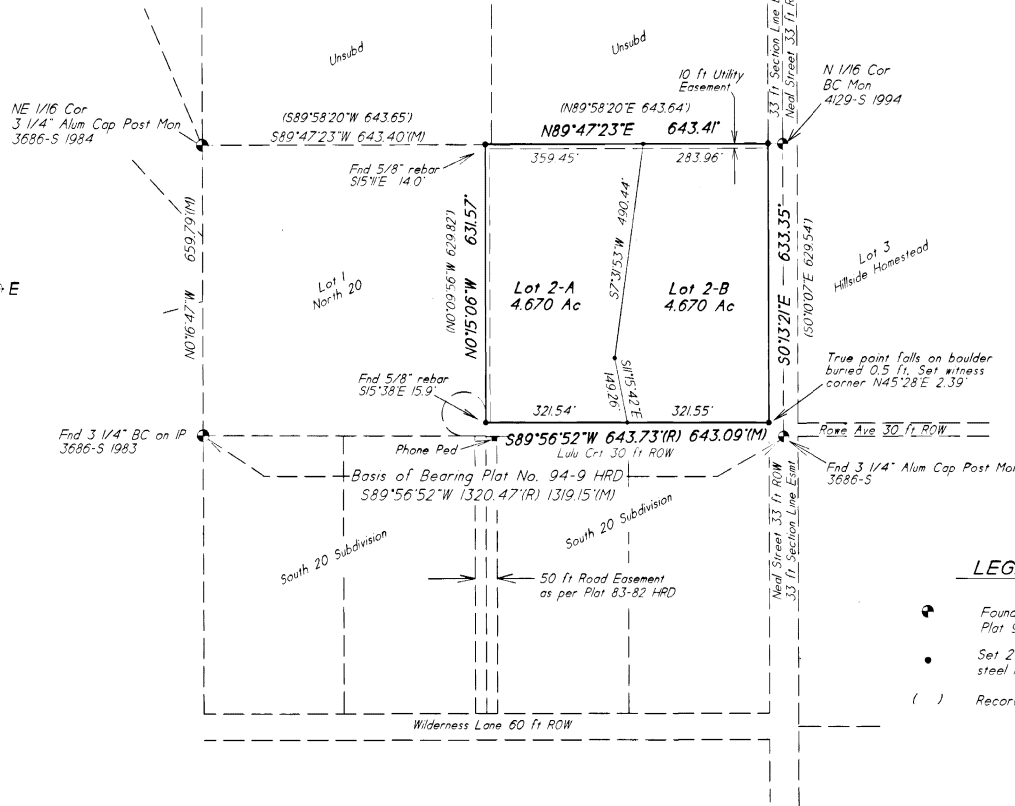 Unsubd
Unsubd
33 ft Section Line E
Neal Street 33 ft R
10 ft Utility
Easement
N 1/16 Cor
BC Mon
4129-S 1994
NE 1/16 Cor
3 1/4" Alum Cap Post Mon
3686-S 1984
(S89°58'20"W 643.65')
S89°47'23"W 643.40'(M)
(N89°58'20"E 643.64')
N89°47'23"E 643.41'
359.45'
283.96'
Fnd 5/8" rebar
S15°11'E 14.0'
N0°16'47"W 659.79'(M)
Lot 1
North 20
(N0°09'56"W 629.82')
N0°15'06"W 631.57'
Lot 2-A
4.670 Ac
S7°31'53"W 490.44'
Lot 2-B
4.670 Ac
S0°13'21"E 633.35'
(S0°10'07"E 629.54')
Lot 3
Hillside Homestead
E
Fnd 5/8" rebar
S15°38'E 15.9'
S11°15'42"E
149.26'
True point falls on boulder
buried 0.5 ft. Set witness
corner N45°28'E 2.39'
321.54'
321.55'
Fnd 3 1/4" BC on IP
3686-S 1983
Phone Ped
S89°56'52"W 643.73'(R) 643.09'(M)
Lulu Crt 30 ft ROW
Rowe Ave 30 ft ROW
Basis of Bearing Plat No. 94-9 HRD
S89°56'52"W 1320.47'(R) 1319.15'(M)
Fnd 3 1/4" Alum Cap Post Mon
3686-S
South 20 Subdivision
South 20 Subdivision
Neal Street 33 ft ROW
33 ft Section Line Esmt
50 ft Road Easement
as per Plat 83-82 HRD
LEG
Found
Plat 9
Set 2
steel
( ) Recor
Wilderness Lane 60 ft ROW